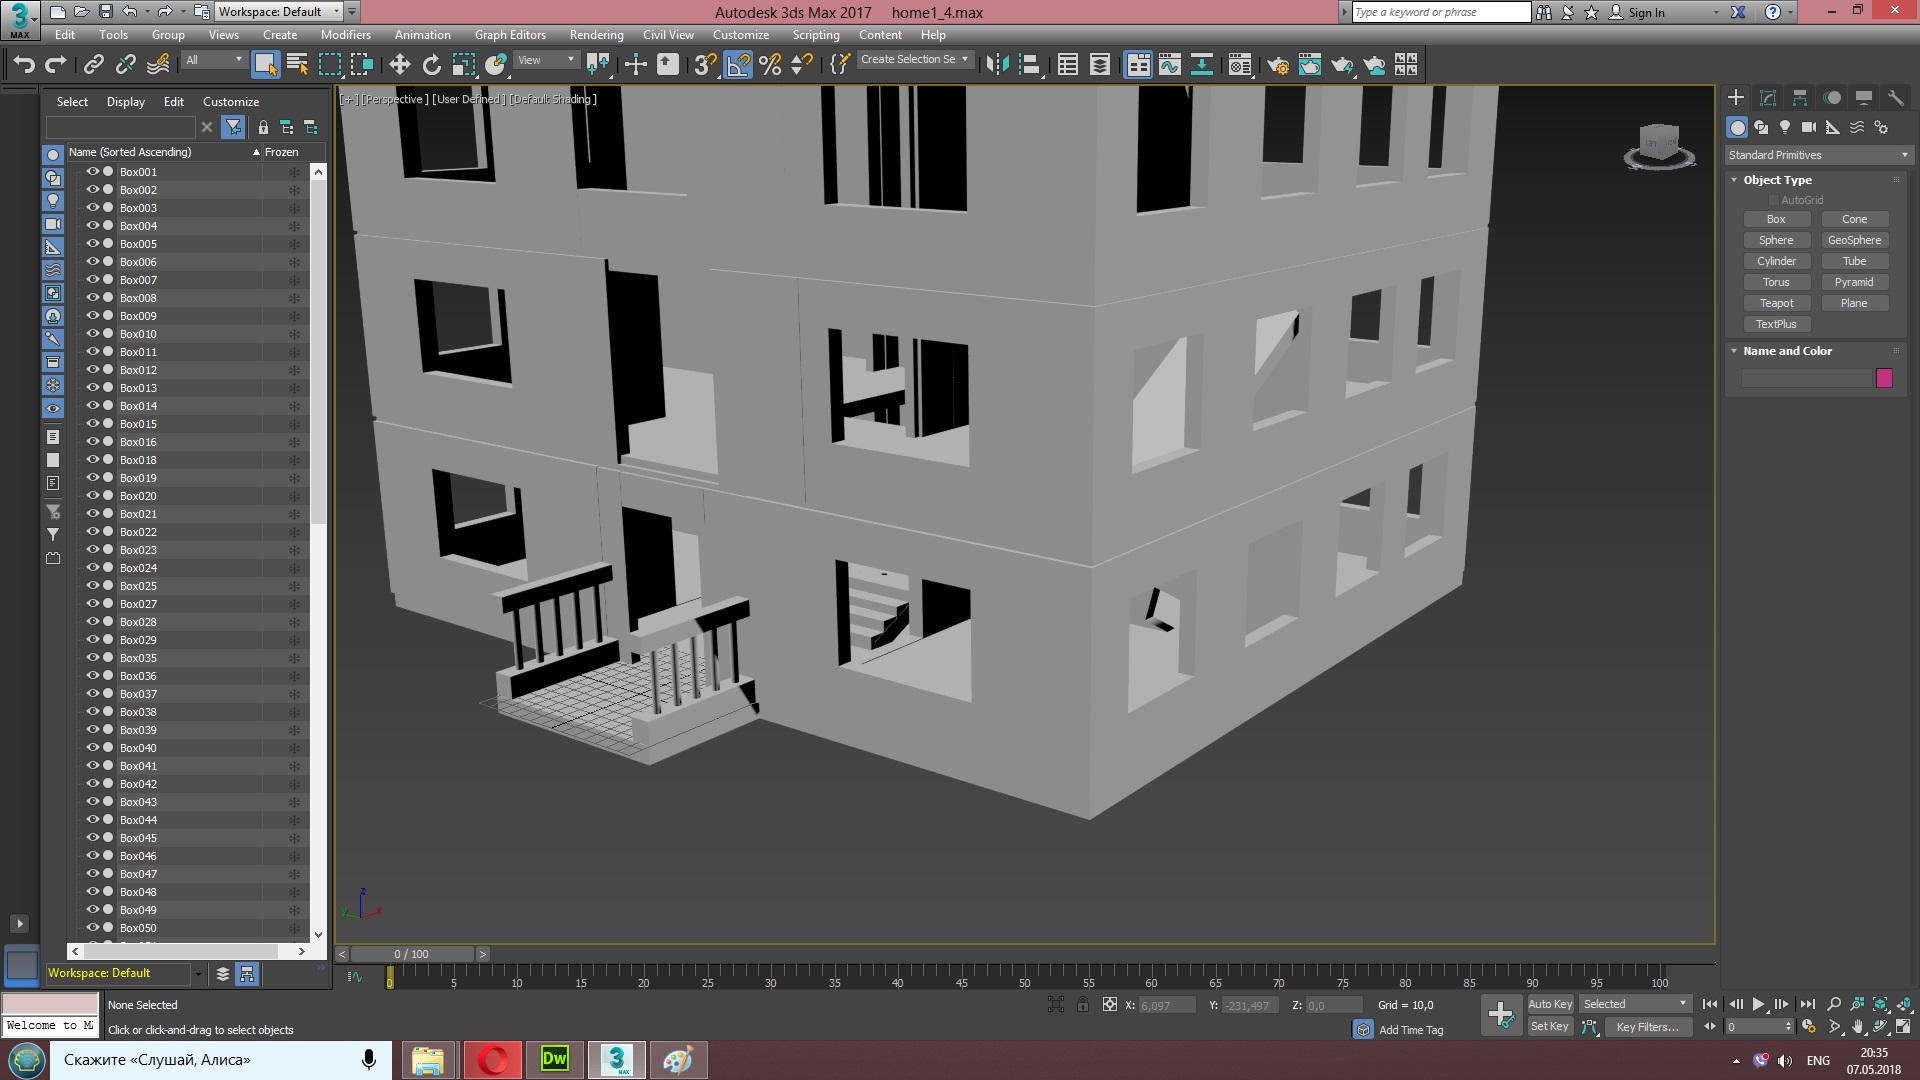 Workspace: Default
Autodesk 3ds Max 2017 home1_4.max
Type a keyword or phrase
Sign In
MAX
Edit Tools Group Views Create Modifiers Animation Graph Editors Rendering Civil View Customize Scripting Content Help
All
View
Create Selection Se
Select Display Edit Customize
[+] [Perspective] [User Defined] [Default Shading]
Name (Sorted Ascending) Frozen
Box001
Box002
Box003
Box004
Box005
Box006
Box007
Box008
Box009
Box010
Box011
Box012
Box013
Box014
Box015
Box016
Box018
Box019
Box020
Box021
Box022
Box023
Box024
Box025
Box027
Box028
Box029
Box035
Box036
Box037
Box038
Box039
Box040
Box041
Box042
Box043
Box044
Box045
Box046
Box047
Box048
Box049
Box050
Standard Primitives
Object Type
AutoGrid
Box Cone
Sphere GeoSphere
Cylinder Tube
Torus Pyramid
Teapot Plane
TextPlus
Name and Color
z
x
0 / 100
Workspace: Default
0 5 10 15 20 25 30 35 40 45 50 55 60 65 70 75 80 85 90 95 100
None Selected
X: 6,097 Y: -231,497 Z: 0,0 Grid = 10,0
Auto Key Selected
Welcome to M
Click or click-and-drag to select objects
Add Time Tag
Set Key Key Filters... 0
Скажите «Слушай, Алиса»
Dw
3 MAX
ENG
20:35
07.05.2018